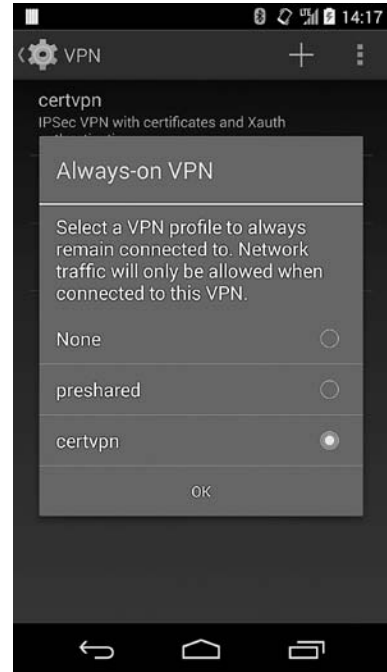 LTE 14:17
VPN
certvpn
IPSec VPN with certificates and Xauth
Always-on VPN
Select a VPN profile to always
remain connected to. Network
traffic will only be allowed when
connected to this VPN.
None
preshared
certvpn
OK